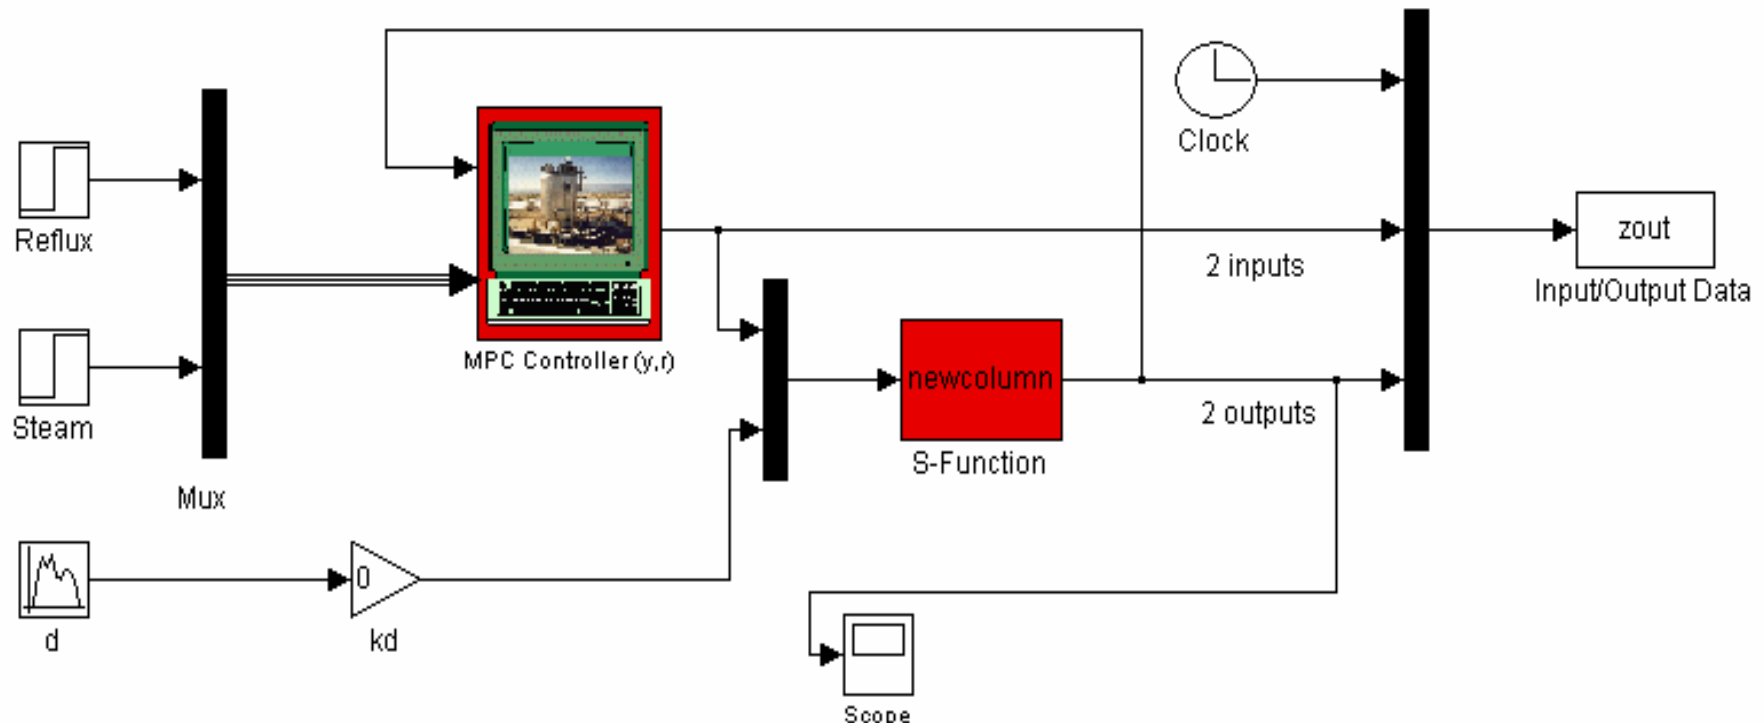 Clock
Reflux
zout
2 inputs
Input/Output Data
MPC Controller (y,r)
newcolumn
2 outputs
Steam
S-Function
Mux
0
d
kd
Scope